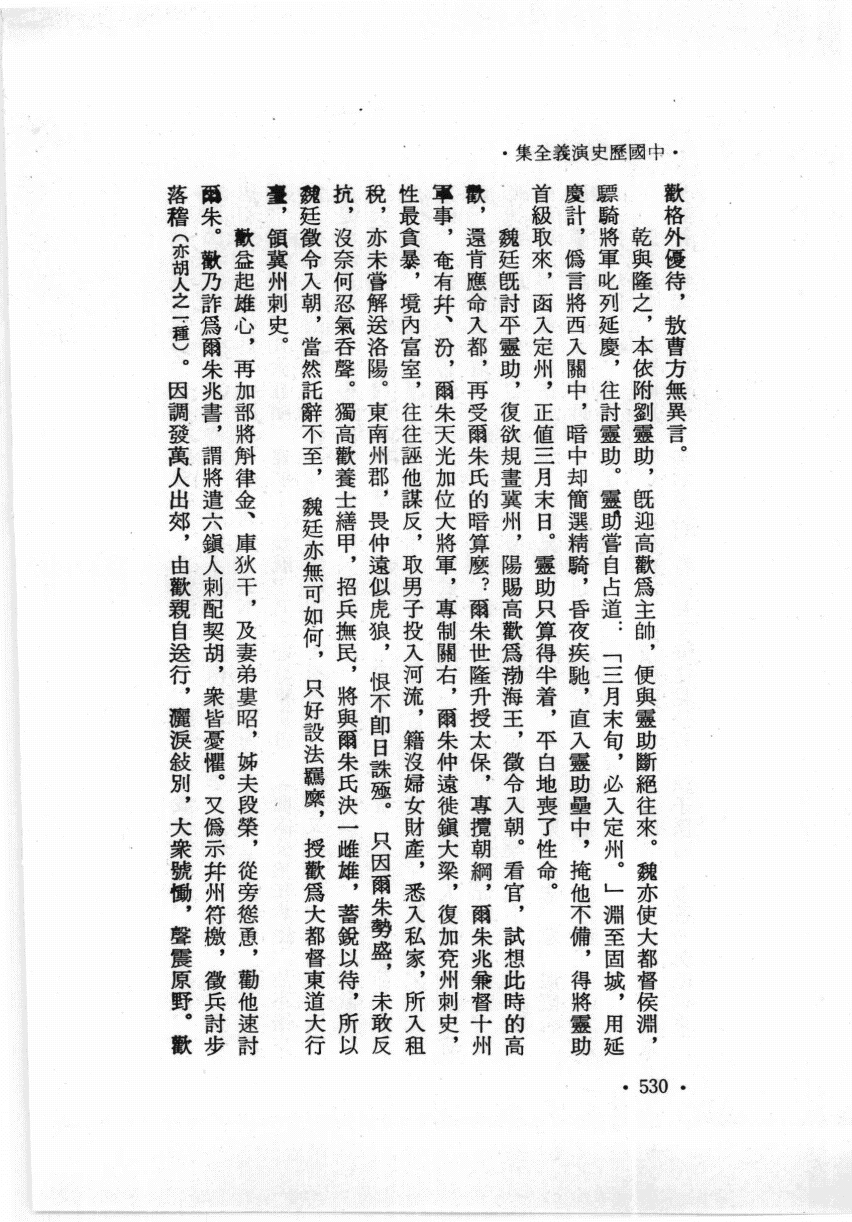 ・中國歷史演義全集・
歡格外優待，敖曹方無異言。
乾與隆之，本依附劉靈助，旣迎高歡爲主帥，便與靈助斷絕往來。魏亦使大都督侯淵，
驃騎將軍叱列延慶，往討靈助。靈助嘗自占道：「三月末旬，必入定州。」淵至固城，用延
慶計，僞言將西入關中，暗中却簡選精騎，昏夜疾馳，直入靈助壘中，掩他不備，得將靈助
首級取來，函入定州，正值三月末日。靈助只算得半着，平白地喪了性命。
魏廷旣討平靈助，復欲規畫冀州，陽賜高歡爲渤海王，徵令入朝。看官，試想此時的高
歡，還肯應命入都，再受爾朱氏的暗算麽？爾朱世隆升授太保，專攬朝綱，爾朱兆兼督十州
軍事，奄有幷、汾，爾朱天光加位大將軍，專制關右，爾朱仲遠徙鎭大梁，復加兗州刺史，
性最貪暴，境內富室，往往誣他謀反，取男子投入河流，籍沒婦女財產，悉入私家，所入租
稅，亦未嘗解送洛陽。東南州郡，畏仲遠似虎狼，恨不卽日誅殛。只因爾朱勢盛，未敢反
抗，沒奈何忍氣吞聲。獨高歡養士繕甲，招兵撫民，將與爾朱氏決一雌雄，蓄銳以待，所以
魏廷徵令入朝，當然託辭不至，魏廷亦無可如何，只好設法羈縻，授歡爲大都督東道大行
臺，領冀州刺史。
歡益起雄心，再加部將斛律金、庫狄干，及妻弟婁昭，姊夫段榮，從旁慫恿，勸他速討
爾朱。歡乃詐爲爾朱兆書，謂將遣六鎭人刺配契胡，衆皆憂懼。又僞示幷州符檄，徵兵討步
落稽（亦胡人之一種）。因調發萬人出郊，由歡親自送行，灑淚敍別，大衆號慟，聲震原野。歡
・530・